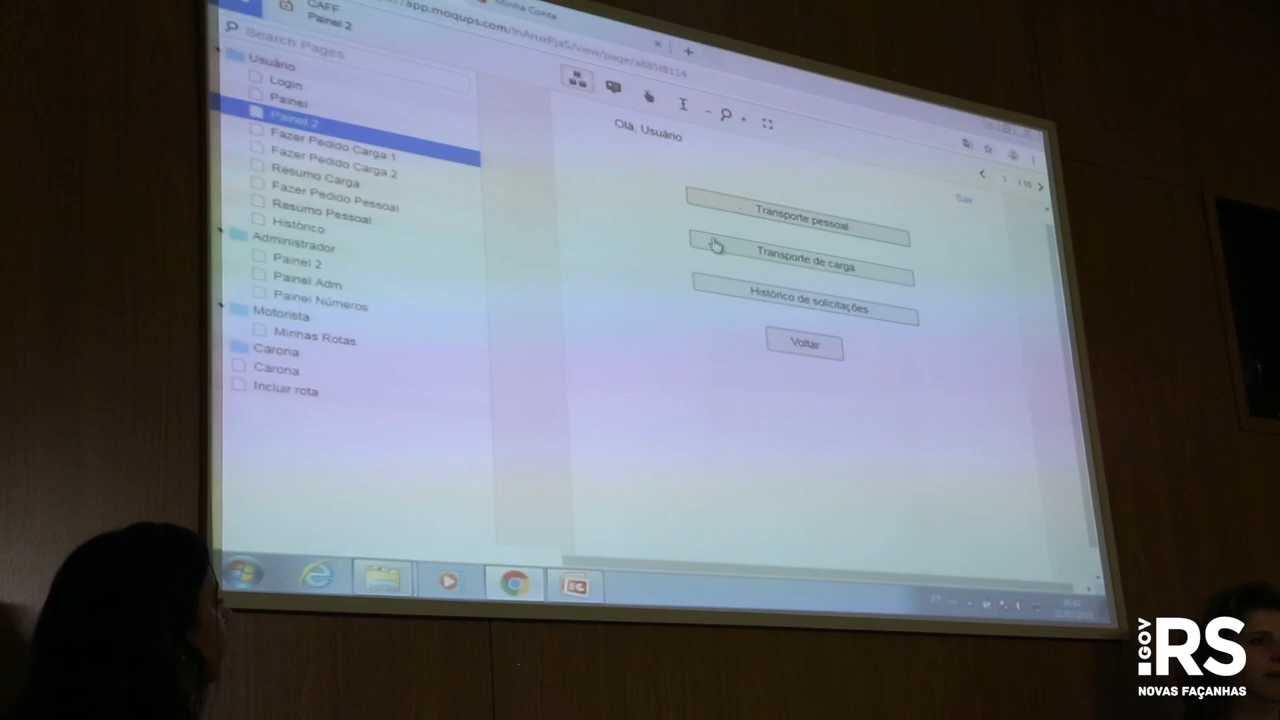 Minha Conta
app.moqups.com/
CAFF
Painel 2
Search Pages
Usuário
Login
Painel
Painel 2
Fazer Pedido Carga 1
Fazer Pedido Carga 2
Resumo Carga
Fazer Pedido Pessoal
Resumo Pessoal
Histórico
Administrador
Painel 2
Painel Adm
Painel Números
Motorista
Minhas Rotas
Carona
Carona
Incluir rota
Olá, Usuário
Sair
Transporte pessoal
Transporte de carga
Histórico de solicitações
Voltar
.GOV
RS
NOVAS FAÇANHAS